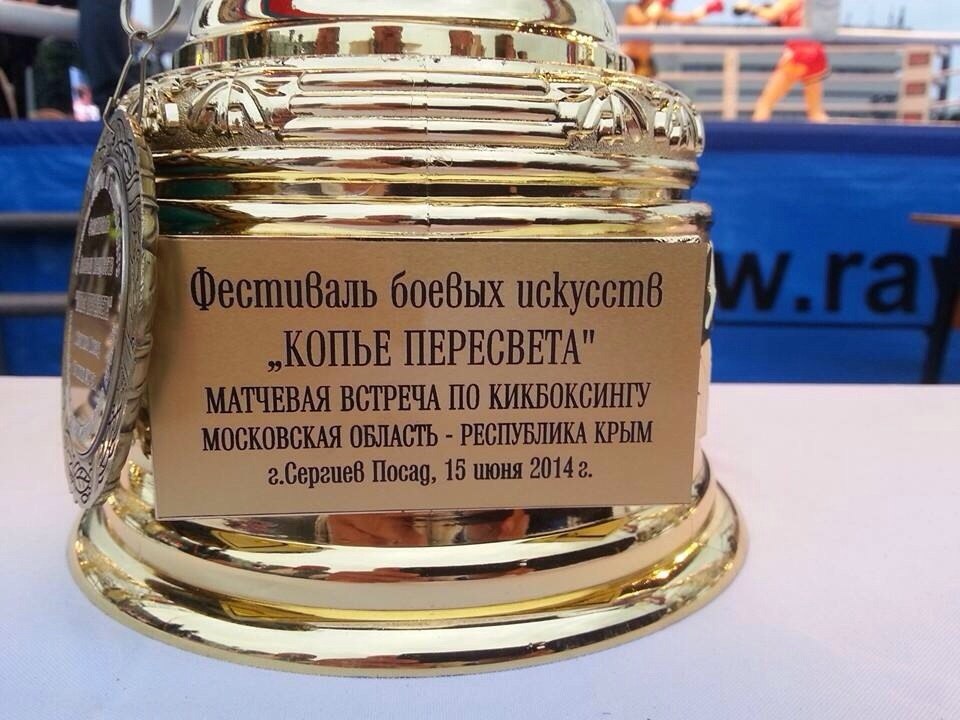 Фестиваль боевых искусств
„КОПЬЕ ПЕРЕСВЕТА"
МАТЧЕВАЯ ВСТРЕЧА ПО КИКБОКСИНГУ
МОСКОВСКАЯ ОБЛАСТЬ - РЕСПУБЛИКА КРЫМ
г.Сергиев Посад, 15 июня 2014 г.
w.ra